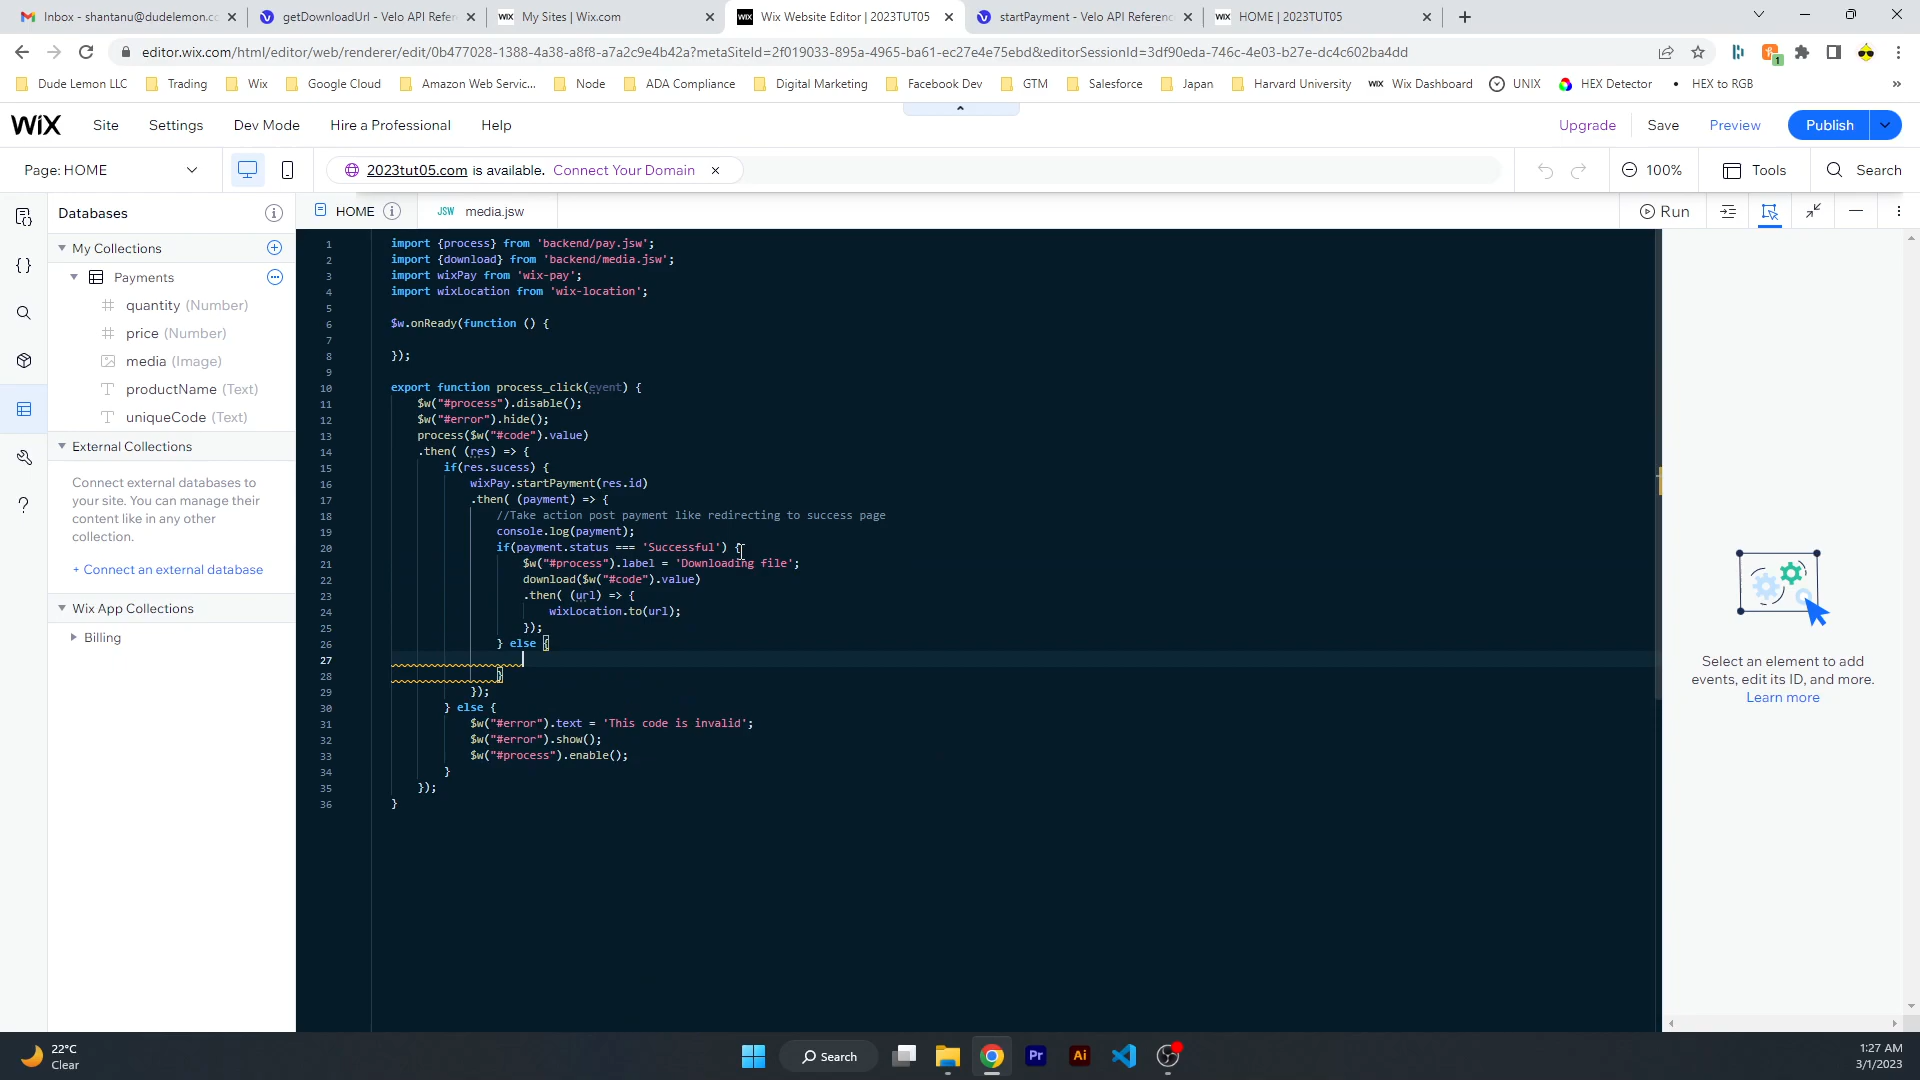 Inbox - shantanu@dudelemon.cc
getDownloadUrl - Velo API Refere
WIX My Sites | Wix.com
WIX Wix Website Editor | 2023TUT05
startPayment - Velo API Referenc
WIX HOME | 2023TUT05
editor.wix.com/html/editor/web/renderer/edit/0b477028-1388-4a38-a8f8-a7a2c9e4b42a?metaSiteId=2f019033-895a-4965-ba61-ec27e4e75ebd&editorSessionId=3df90eda-746c-4e03-b27e-dc4c602ba4dd
1
Dude Lemon LLC
Trading
Wix
Google Cloud
Amazon Web Servic...
Node
ADA Compliance
Digital Marketing
Facebook Dev
GTM
Salesforce
Japan
Harvard University
WIX Wix Dashboard
UNIX
HEX Detector
HEX to RGB
»
WIX
Site
Settings
Dev Mode
Hire a Professional
Help
Upgrade
Save
Preview
Publish
Page: HOME
2023tut05.com is available. Connect Your Domain
100%
Tools
Search
Databases
My Collections
Payments
quantity (Number)
price (Number)
media (Image)
productName (Text)
uniqueCode (Text)
External Collections
Connect external databases to
your site. You can manage their
content like in any other
collection.
+ Connect an external database
Wix App Collections
Billing
HOME
JSW media.jsw
Run
1 import {process} from 'backend/pay.jsw';
2 import {download} from 'backend/media.jsw';
3 import wixPay from 'wix-pay';
4 import wixLocation from 'wix-location';
5
6 $w.onReady(function () {
7
8 });
9
10 export function process_click(event) {
11 $w("#process").disable();
12 $w("#error").hide();
13 process($w("#code").value)
14 .then( (res) => {
15 if(res.sucess) {
16 wixPay.startPayment(res.id)
17 .then( (payment) => {
18 //Take action post payment like redirecting to success page
19 console.log(payment);
20 if(payment.status === 'Successful') {
21 $w("#process").label = 'Downloading file';
22 download($w("#code").value)
23 .then( (url) => {
24 wixLocation.to(url);
25 });
26 } else {
27
28 }
29 });
30 } else {
31 $w("#error").text = 'This code is invalid';
32 $w("#error").show();
33 $w("#process").enable();
34 }
35 });
36 }
Select an element to add
events, edit its ID, and more.
Learn more
22°C
Clear
Search
Pr
Ai
1:27 AM
3/1/2023